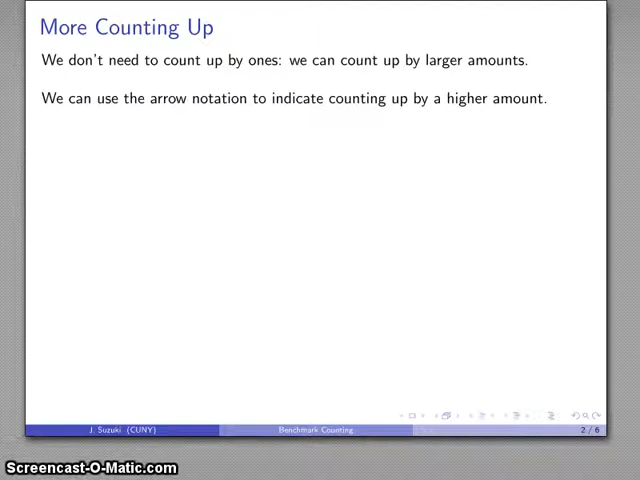 More Counting Up
We don't need to count up by ones: we can count up by larger amounts.
We can use the arrow notation to indicate counting up by a higher amount.
J. Suzuki (CUNY)
Benchmark Counting
2 / 6
Screencast-O-Matic.com